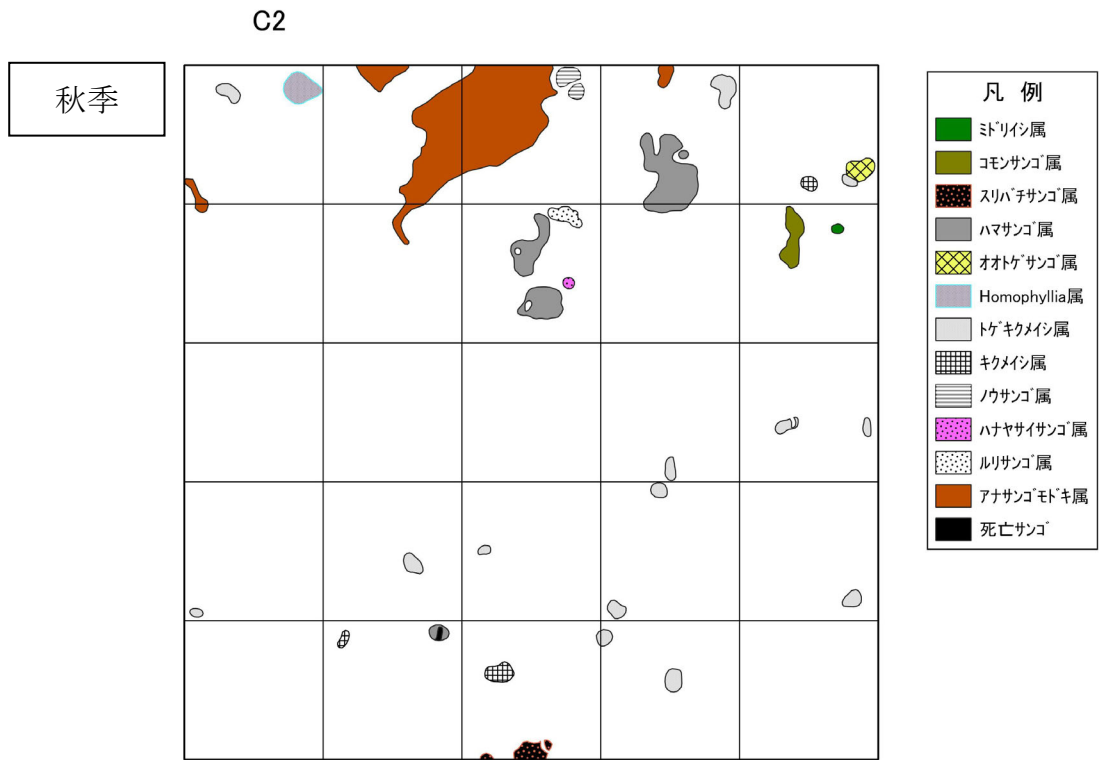 C2
秋季
凡 例
ﾐﾄﾞﾘｲｼ属
ｺﾓﾝｻﾝｺﾞ属
ｽﾘﾊﾞﾁｻﾝｺﾞ属
ﾊﾏｻﾝｺﾞ属
ｵｵﾄｹﾞｻﾝｺﾞ属
Homophyllia属
ﾄｹﾞｷｸﾒｲｼ属
ｷｸﾒｲｼ属
ﾉｳｻﾝｺﾞ属
ﾊﾅﾔｻｲｻﾝｺﾞ属
ﾙﾘｻﾝｺﾞ属
ｱﾅｻﾝｺﾞﾓﾄﾞｷ属
死亡ｻﾝｺﾞ